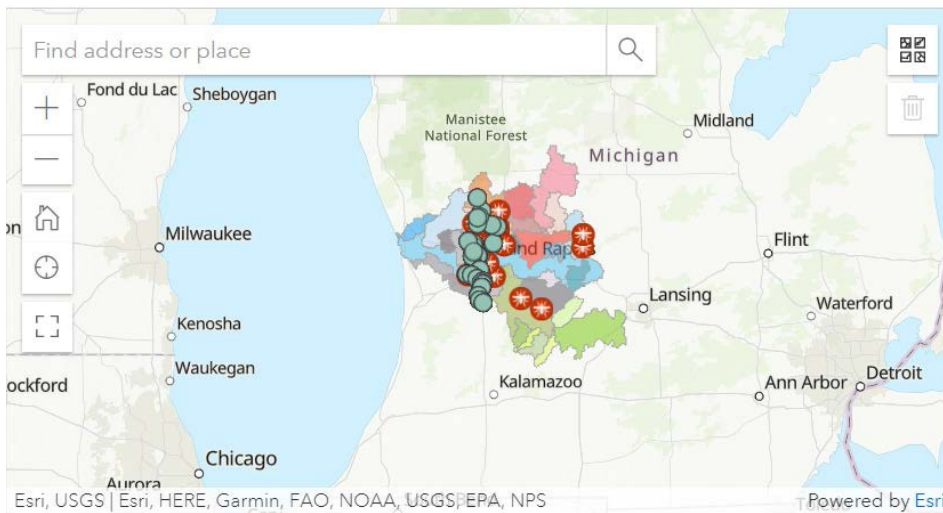 Find address or place
Fond du Lac
Sheboygan
Manistee
National Forest
Midland
Michigan
Milwaukee
Flint
Lansing
Waterford
Kenosha
Waukegan
ockford
Kalamazoo
Ann Arbor
Detroit
Chicago
Aurora
Esri, USGS | Esri, HERE, Garmin, FAO, NOAA, USGS, EPA, NPS
Powered by Esri